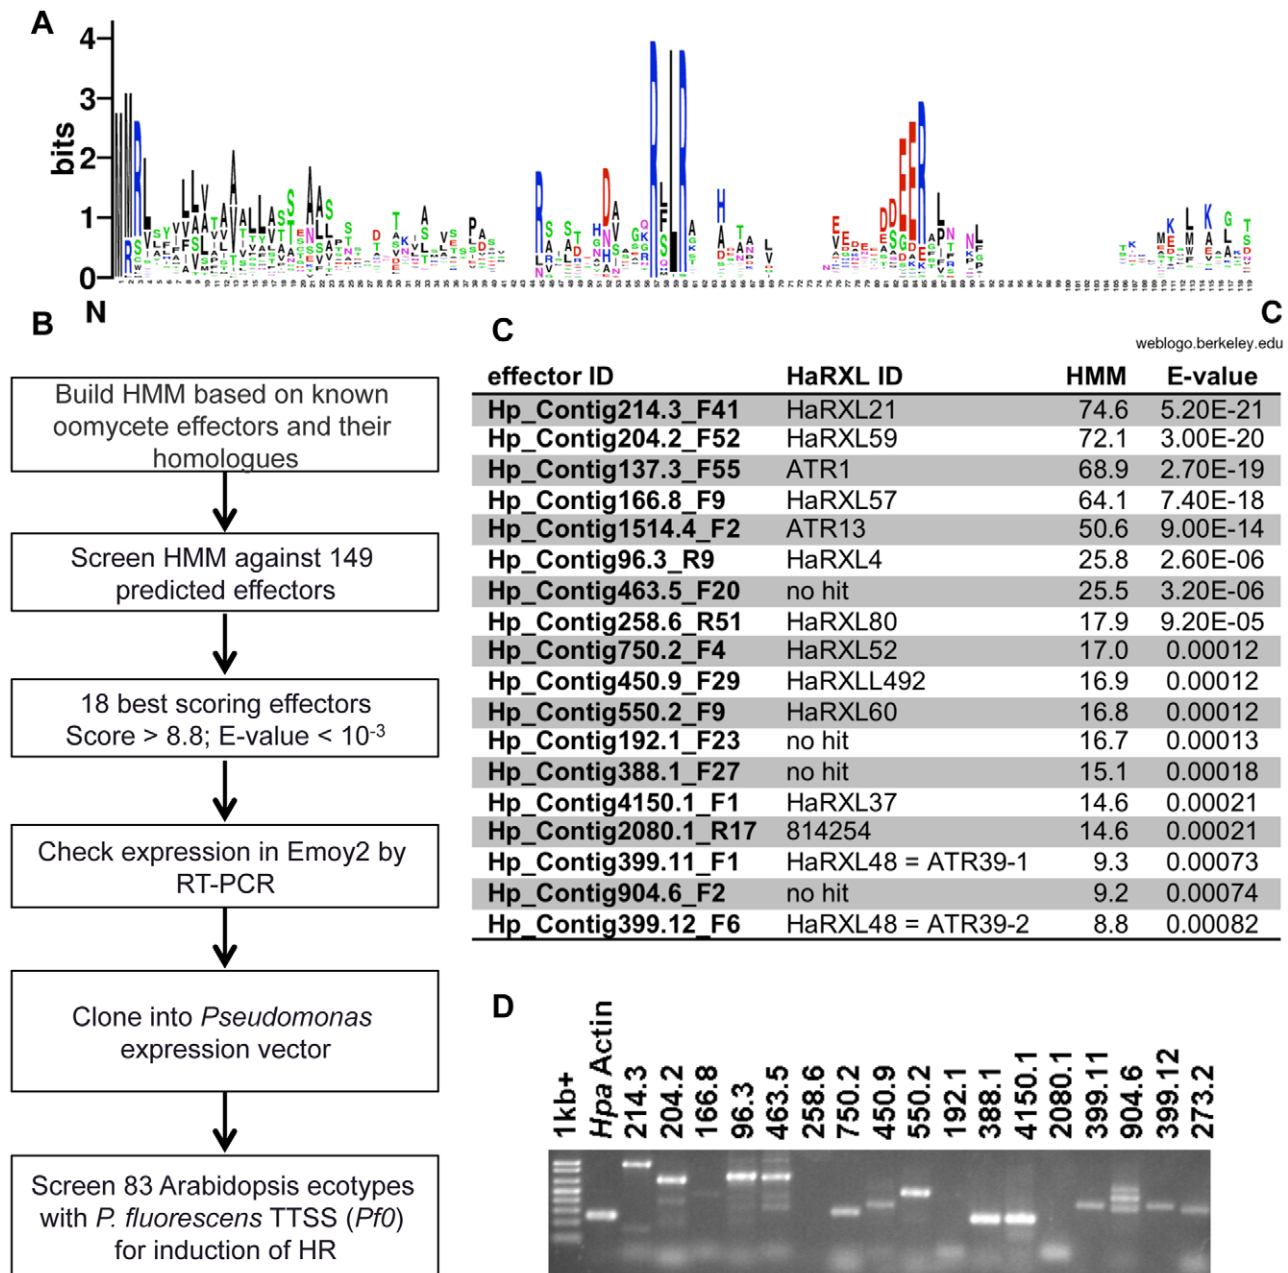 A
4
3
2
1
0
bits
N
C
weblogo.berkeley.edu
B
Build HMM based on known
oomycete effectors and their
homologues
Screen HMM against 149
predicted effectors
18 best scoring effectors
Score > 8.8; E-value < 10-3
Check expression in Emoy2 by
RT-PCR
Clone into Pseudomonas
expression vector
Screen 83 Arabidopsis ecotypes
with P. fluorescens TTSS (Pf0)
for induction of HR
C
effector ID HaRXL ID HMM E-value
Hp_Contig214.3_F41 HaRXL21 74.6 5.20E-21
Hp_Contig204.2_F52 HaRXL59 72.1 3.00E-20
Hp_Contig137.3_F55 ATR1 68.9 2.70E-19
Hp_Contig166.8_F9 HaRXL57 64.1 7.40E-18
Hp_Contig1514.4_F2 ATR13 50.6 9.00E-14
Hp_Contig96.3_R9 HaRXL4 25.8 2.60E-06
Hp_Contig463.5_F20 no hit 25.5 3.20E-06
Hp_Contig258.6_R51 HaRXL80 17.9 9.20E-05
Hp_Contig750.2_F4 HaRXL52 17.0 0.00012
Hp_Contig450.9_F29 HaRXLL492 16.9 0.00012
Hp_Contig550.2_F9 HaRXL60 16.8 0.00012
Hp_Contig192.1_F23 no hit 16.7 0.00013
Hp_Contig388.1_F27 no hit 15.1 0.00018
Hp_Contig4150.1_F1 HaRXL37 14.6 0.00021
Hp_Contig2080.1_R17 814254 14.6 0.00021
Hp_Contig399.11_F1 HaRXL48 = ATR39-1 9.3 0.00073
Hp_Contig904.6_F2 no hit 9.2 0.00074
Hp_Contig399.12_F6 HaRXL48 = ATR39-2 8.8 0.00082
D
1kb+
Hpa Actin
214.3
204.2
166.8
96.3
463.5
258.6
750.2
450.9
550.2
192.1
388.1
4150.1
2080.1
399.11
904.6
399.12
273.2